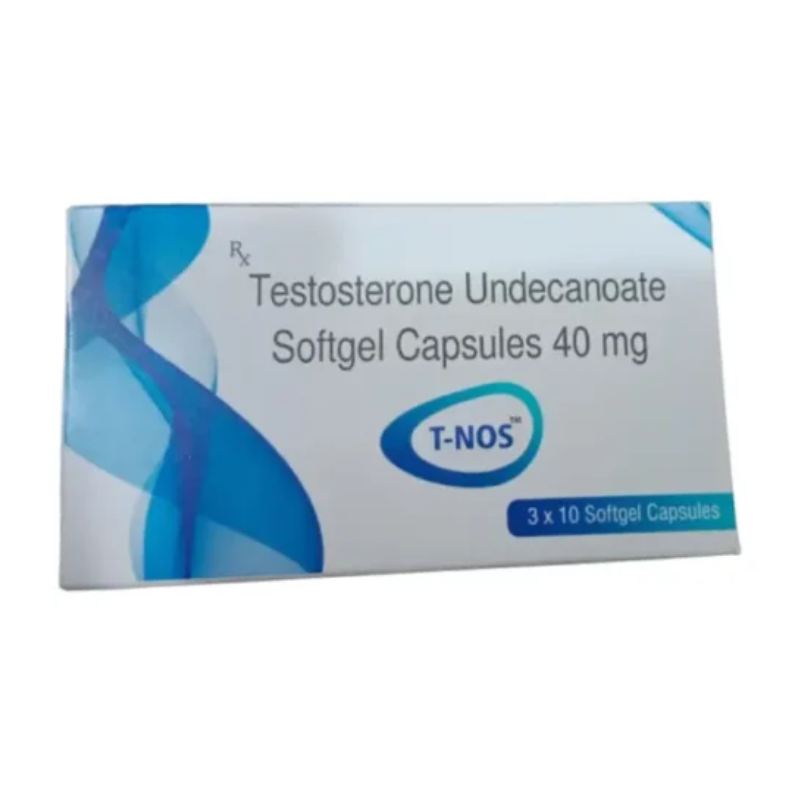 Rx
Testosterone Undecanoate
Softgel Capsules 40 mg
T-NOS™
3 x 10 Softgel Capsules